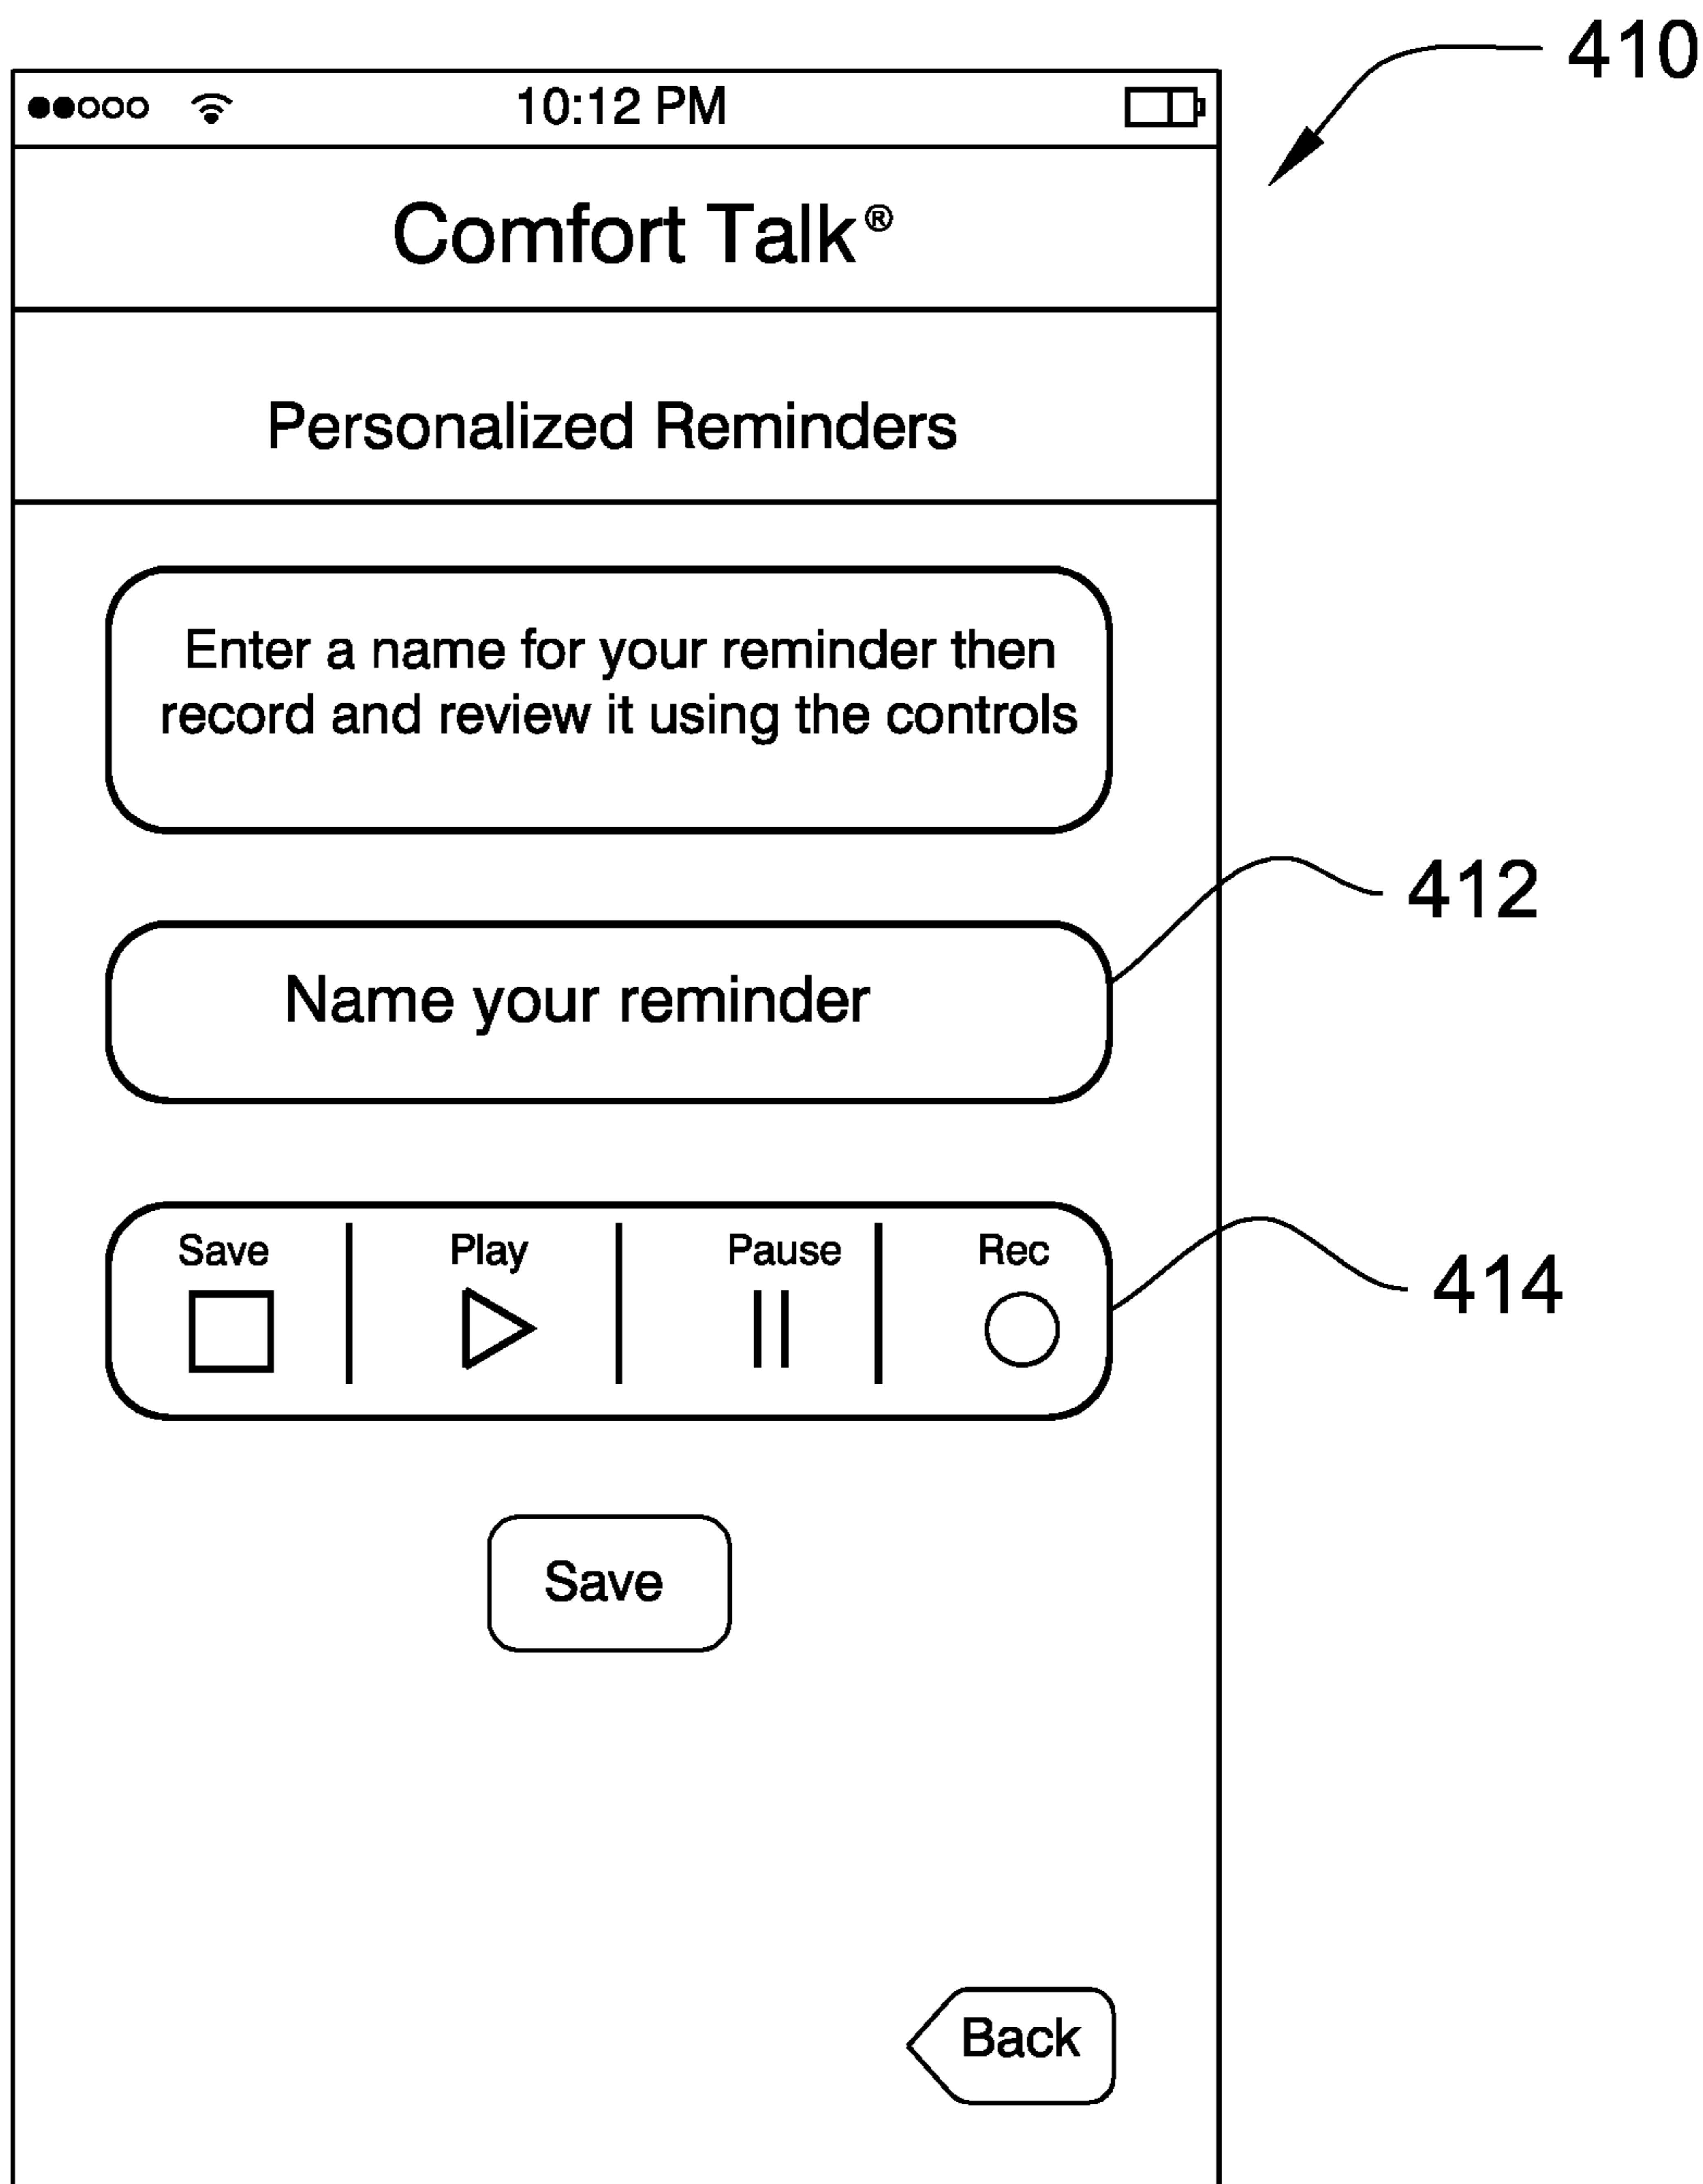 410
10:12 PM
Comfort Talk®
Personalized Reminders
Enter a name for your reminder then
record and review it using the controls
412
Name your reminder
Save Play Pause Rec
414
Save
Back